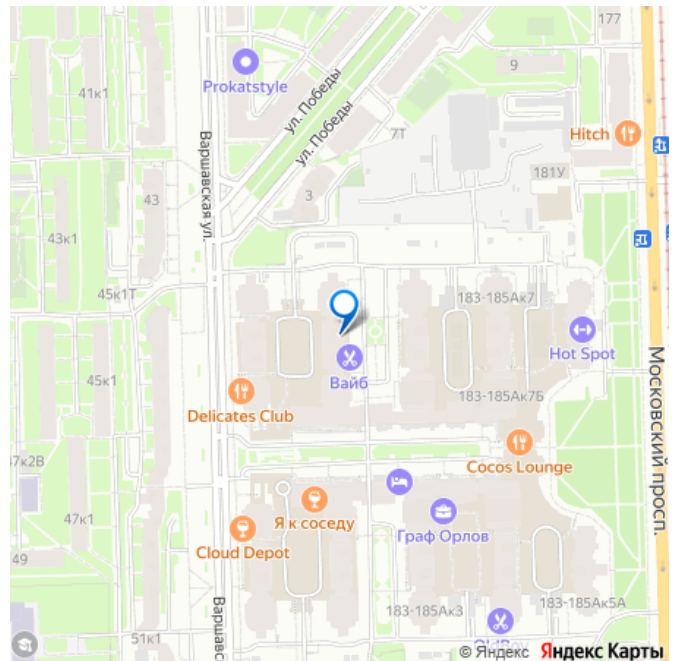 177
41к1
Prokatstyle
ул. Победы
ул. Победы
9
7Т
Hitch
Варшавская ул.
181У
43
3
43к1
45к1Т
183-185Ак7
Вайб
Hot Spot
45к1
183-185Ак7Б
Delicates Club
Московский просп.
Cocos Lounge
47к2В
Я к соседу
Граф Орлов
47к1
Cloud Depot
49
183-185Ак3
183-185Ак5А
51к1
© Яндекс Яндекс Карты